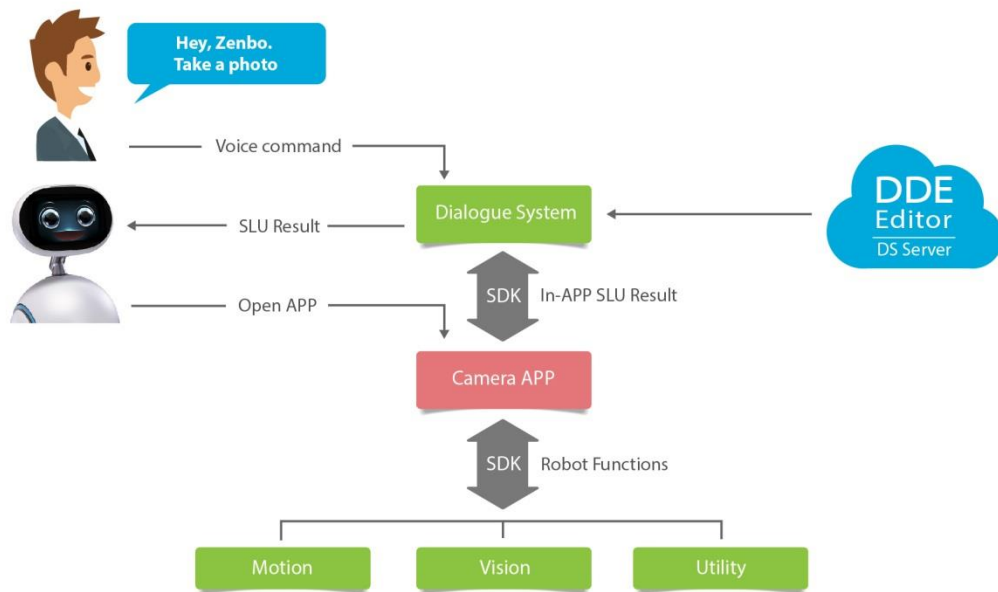 Hey, Zenbo.
Take a photo
Voice command
Dialogue System
DDE
Editor
DS Server
SLU Result
SDK
In-APP SLU Result
Open APP
Camera APP
SDK
Robot Functions
Motion
Vision
Utility